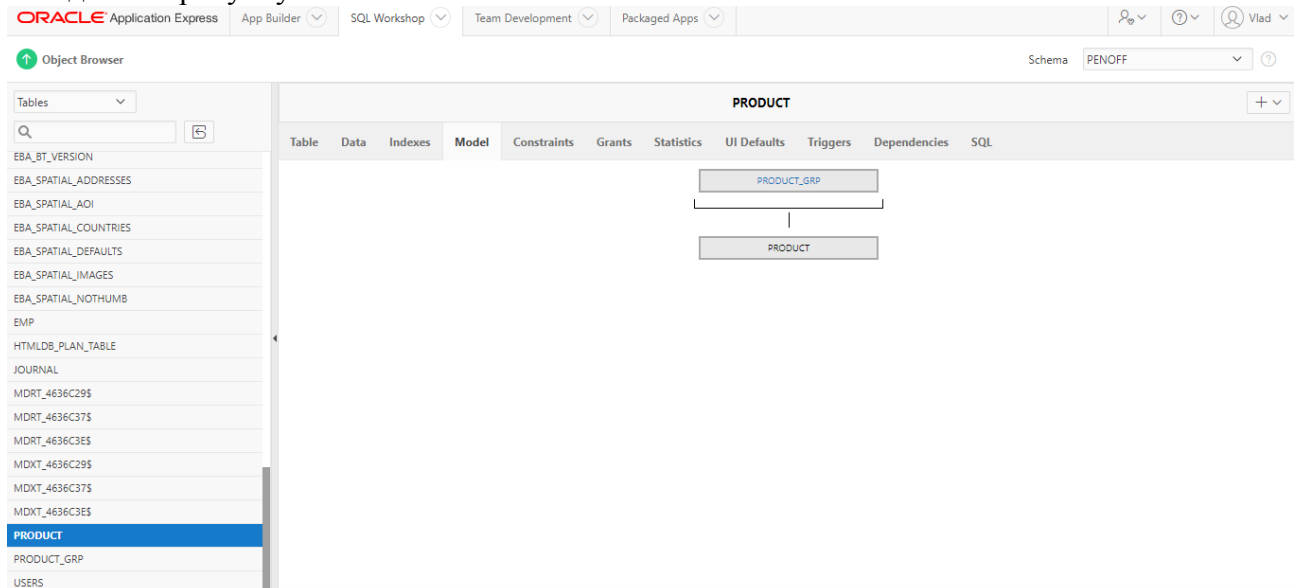 ORACLE Application Express App Builder SQL Workshop Team Development Packaged Apps Vlad
Object Browser Schema PENOFF
Tables
PRODUCT
Table Data Indexes Model Constraints Grants Statistics UI Defaults Triggers Dependencies SQL
EBA_BT_VERSION
EBA_SPATIAL_ADDRESSES
EBA_SPATIAL_AOI
EBA_SPATIAL_COUNTRIES
EBA_SPATIAL_DEFAULTS
EBA_SPATIAL_IMAGES
EBA_SPATIAL_NOTHUMB
EMP
HTMLDB_PLAN_TABLE
JOURNAL
MDRT_4636C29$
MDRT_4636C37$
MDRT_4636C3E$
MDXT_4636C29$
MDXT_4636C37$
MDXT_4636C3E$
PRODUCT
PRODUCT_GRP
USERS
PRODUCT_GRP
PRODUCT